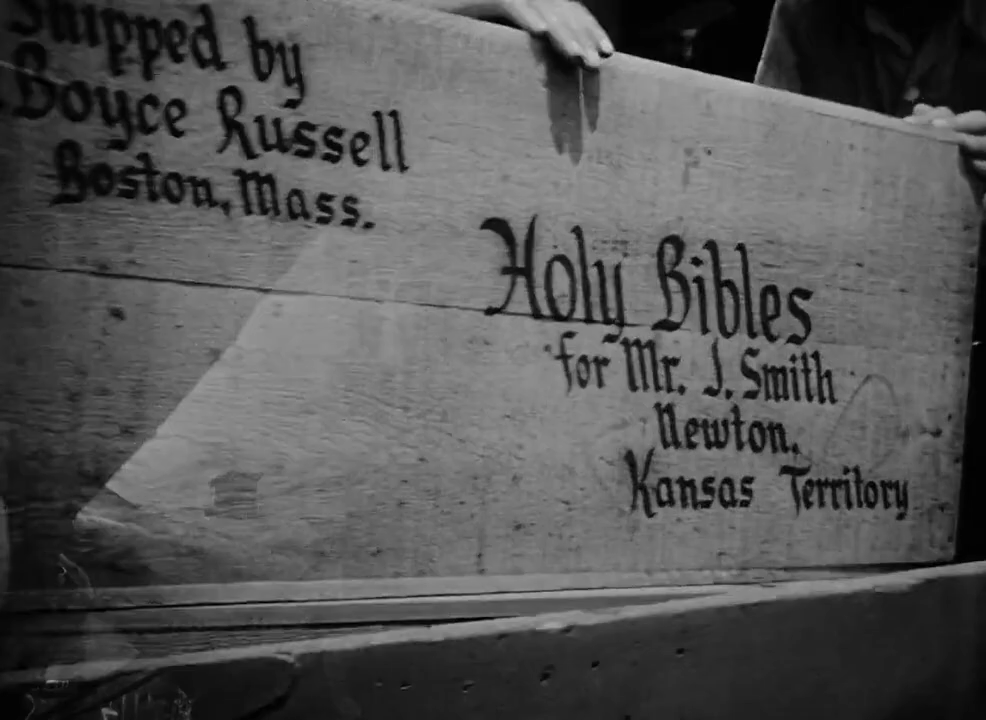 Shipped by
Boyce Russell
Boston, Mass.
Holy Bibles
for Mr. J. Smith
Newton,
Kansas Territory